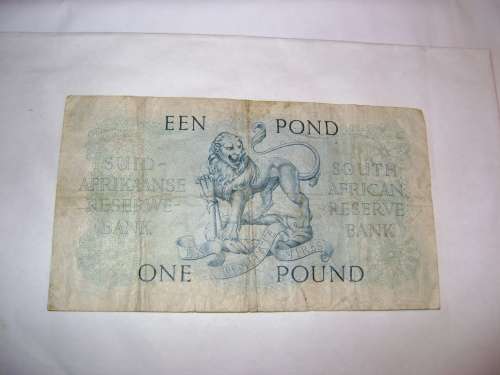 EEN POND
SUID-
AFRIKAANSE
RESERWE-
BANK
SOUTH
AFRICAN
RESERVE
BANK
ONE POUND